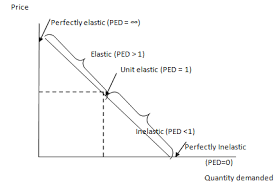 Price
Perfectly elastic (PED = ∞)
Elastic (PED > 1)
Unit elastic (PED = 1)
Inelastic (PED <1)
Perfectly Inelastic
(PED=0)
Quantity demanded